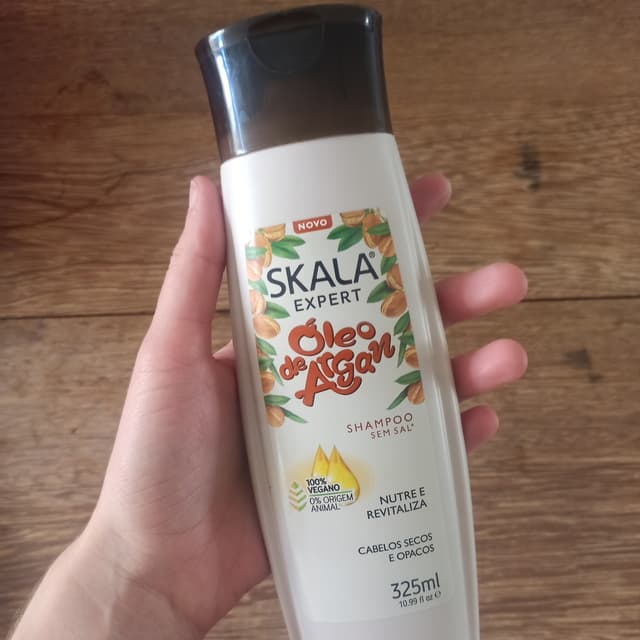 NOVO
SKALA®
EXPERT
Óleo
de Argan
SHAMPOO
SEM SAL*
100%
VEGANO
0% ORIGEM
ANIMAL*
NUTRE E
REVITALIZA
CABELOS SECOS
E OPACOS
325ml
10.99 fl oz e